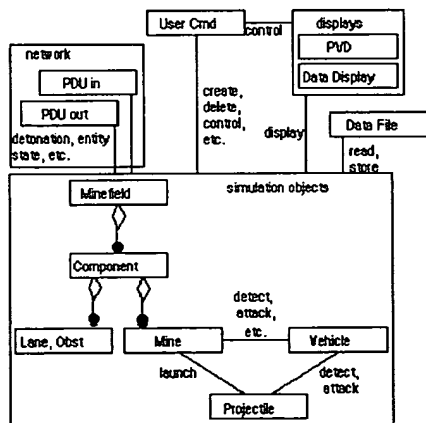 User Cmnd
control
displays
PVD
Data Display
network
PDU in
PDU out
detonation, entity
state, etc.
create,
delete,
control,
etc.
display
Data File
read,
store
simulation objects
Minefield
Component
Lane, Obst
Mine
detect,
attack,
etc.
Vehicle
launch
detect,
attack
Projectile